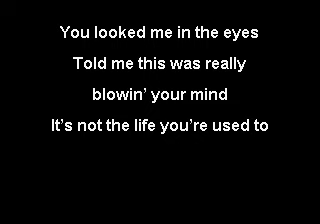 You looked me in the eyes
Told me this was really
blowin’ your mind
It’s not the life you’re used to